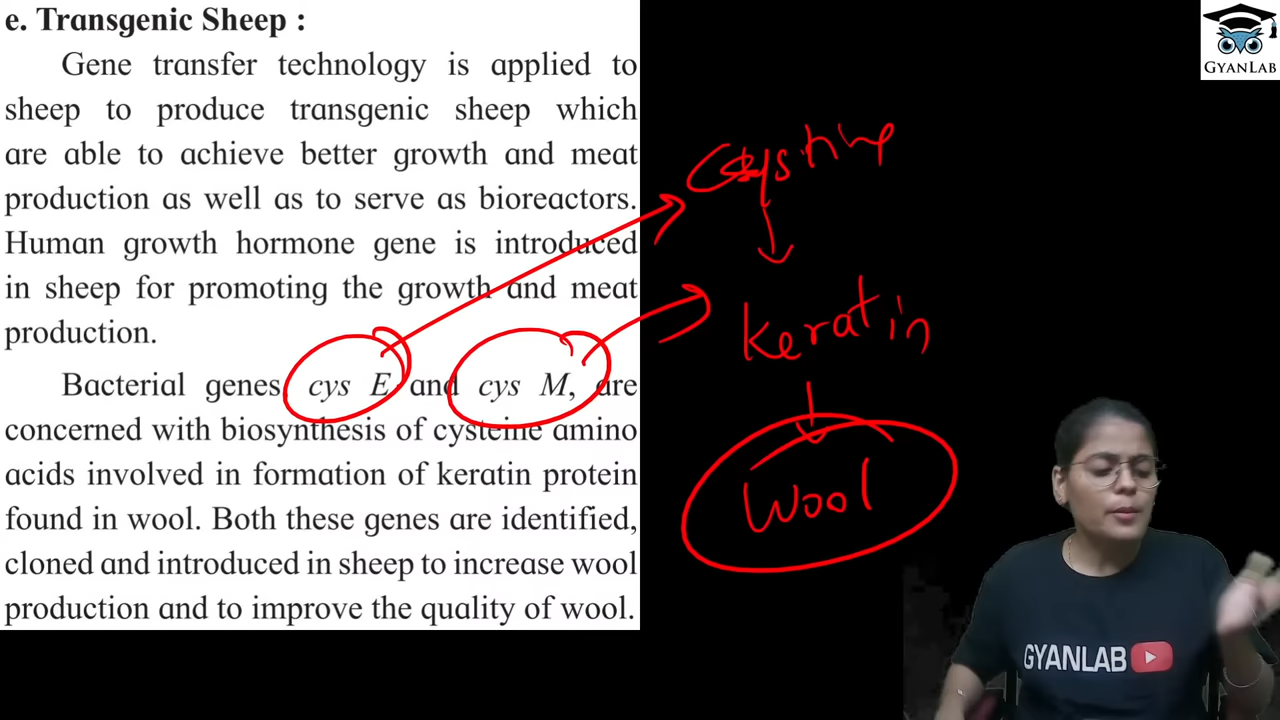 e. Transgenic Sheep :
Gene transfer technology is applied to
sheep to produce transgenic sheep which
are able to achieve better growth and meat
production as well as to serve as bioreactors.
Human growth hormone gene is introduced
in sheep for promoting the growth and meat
production.
Bacterial genes cys E and cys M, are
concerned with biosynthesis of cysteine amino
acids involved in formation of keratin protein
found in wool. Both these genes are identified,
cloned and introduced in sheep to increase wool
production and to improve the quality of wool.
keratin
Wool
GYANLAB
GYANLAB